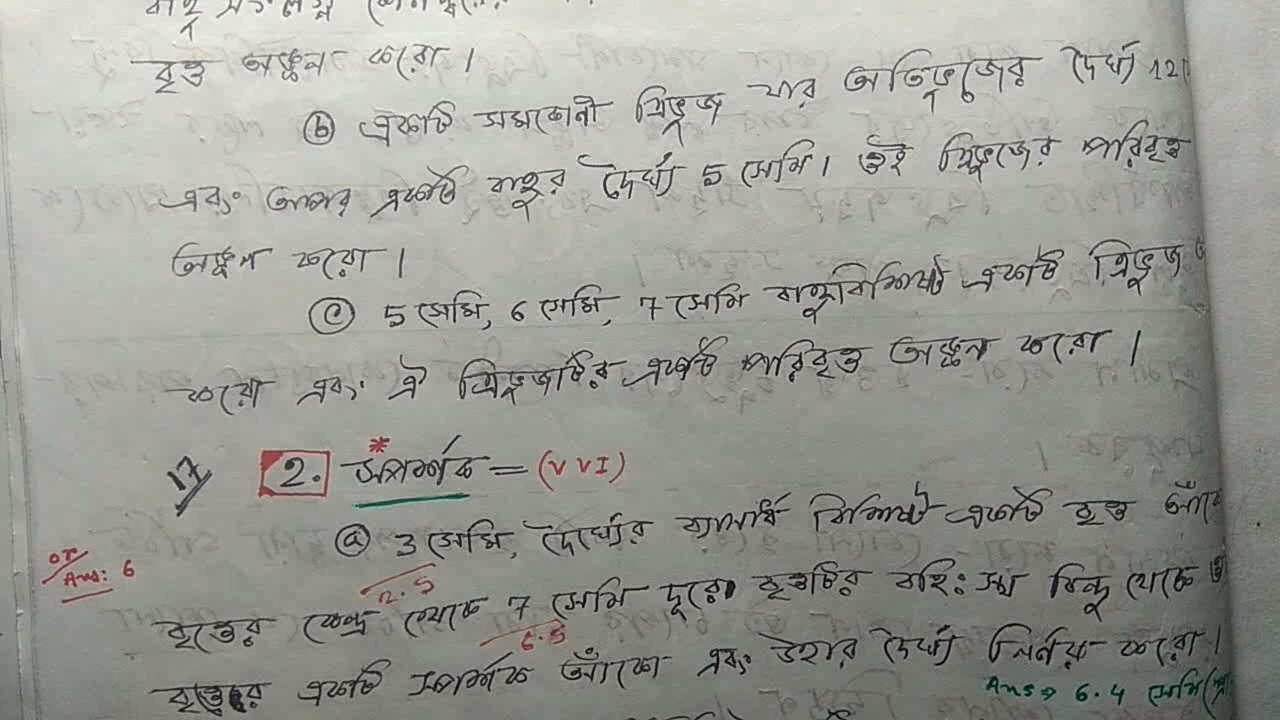 বৃত্ত অঙ্কন করো।
ⓑ একটি সমকোনী ত্রিভূজ যার অতিভূজের দৈর্ঘ্য 12
এবং অপর একটি বাহুর দৈর্ঘ্য 5 সেমি। ওই ত্রিভুজের পরিবৃত্ত
অঙ্কন করো।
ⓒ 5 সেমি, 6 সেমি, 7 সেমি বাহুবিশিষ্ট একটি ত্রিভুজ
করো এবং ঐ ত্রিভুজটির একটি পরিবৃত্ত অঙ্কন করো।
17 2. স্পর্শক = (VVI)
ⓐ 3 সেমি, দৈর্ঘ্যের ব্যাসার্ধ বিশিষ্ট একটি বৃত্ত আঁকো
or
Ans: 6
2.5
বৃত্তের কেন্দ্র থেকে 7 সেমি দূরে বৃত্তটির বহিঃস্থ বিন্দু থেকে
6.5
বৃত্তের একটি স্পর্শক আঁকো এবং উহার দৈর্ঘ্য নির্নয় করো।
Ans → 6.4 সেমি